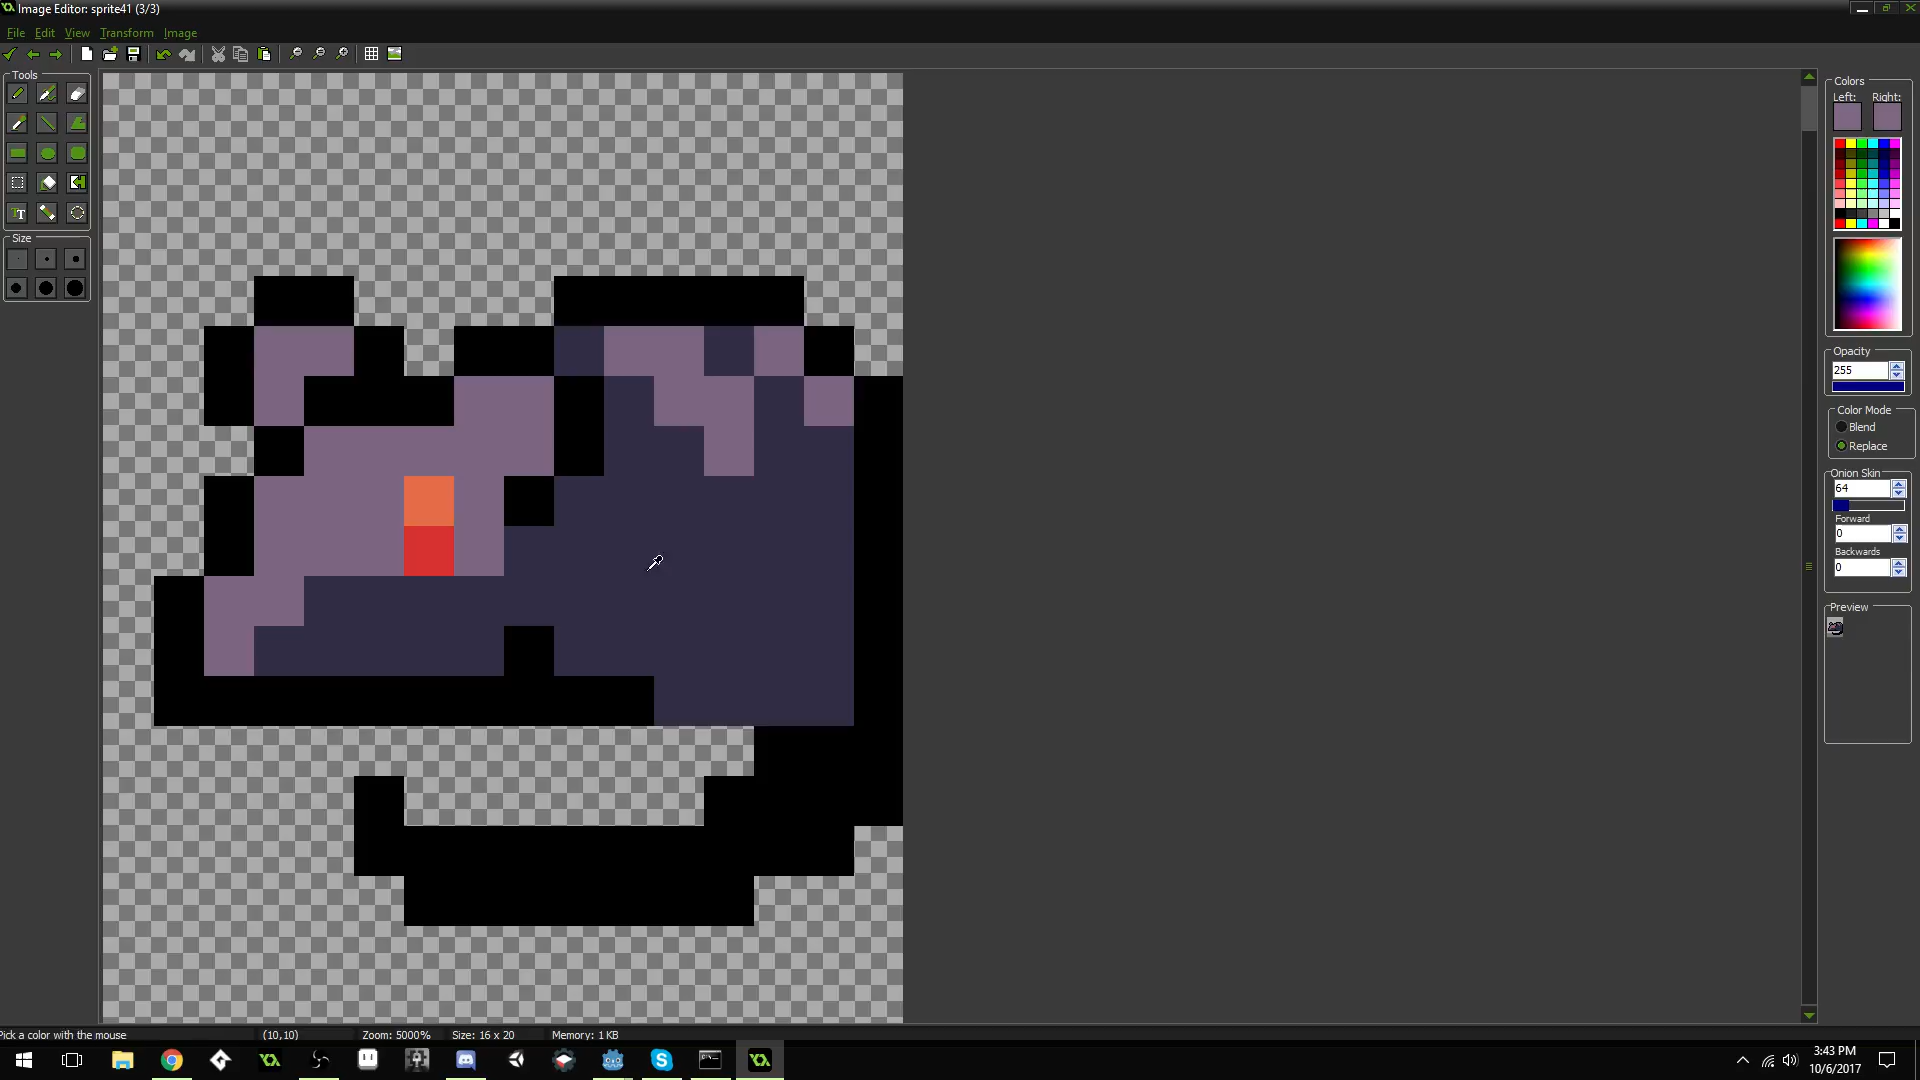 Image Editor: sprite41 (3/3)
File Edit View Transform Image
Tools
Size
Colors
Left: Right:
Opacity
255
Color Mode
Blend
Replace
Onion Skin
64
Forward
0
Backwards
0
Preview
Pick a color with the mouse (10,10) Zoom: 5000% Size: 16 x 20 Memory: 1 KB
3:43 PM
10/6/2017